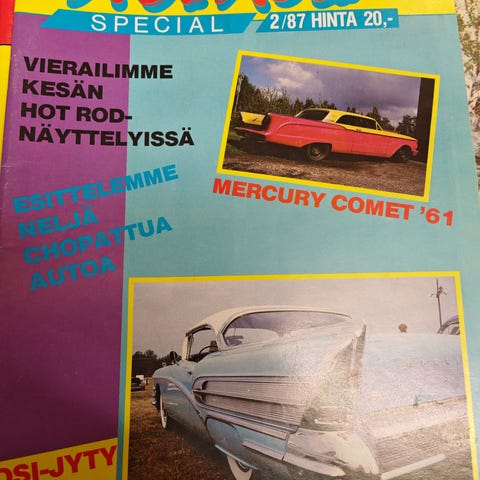 SPECIAL
2/87 HINTA 20,-
VIERAILIMME
KESÄN
HOT ROD-
NÄYTTELYISSÄ
ESITTELEMME
NELJÄ
CHOPATTUA
AUTOA
MERCURY COMET '61
OSI-JYTY